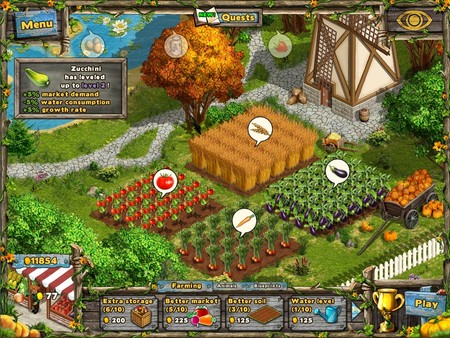 Menu
NEW
Quests
Zucchini
has leveled
up to level 2 !
+5% market demand
-5% water consumption
+5% growth rate
11854
77
Farming
Animals
Blueprints
Extra storage
(6/10)
200
Better market
(5/10)
225
Better soil
(3/10)
125
Water level
(1/10)
125
Play